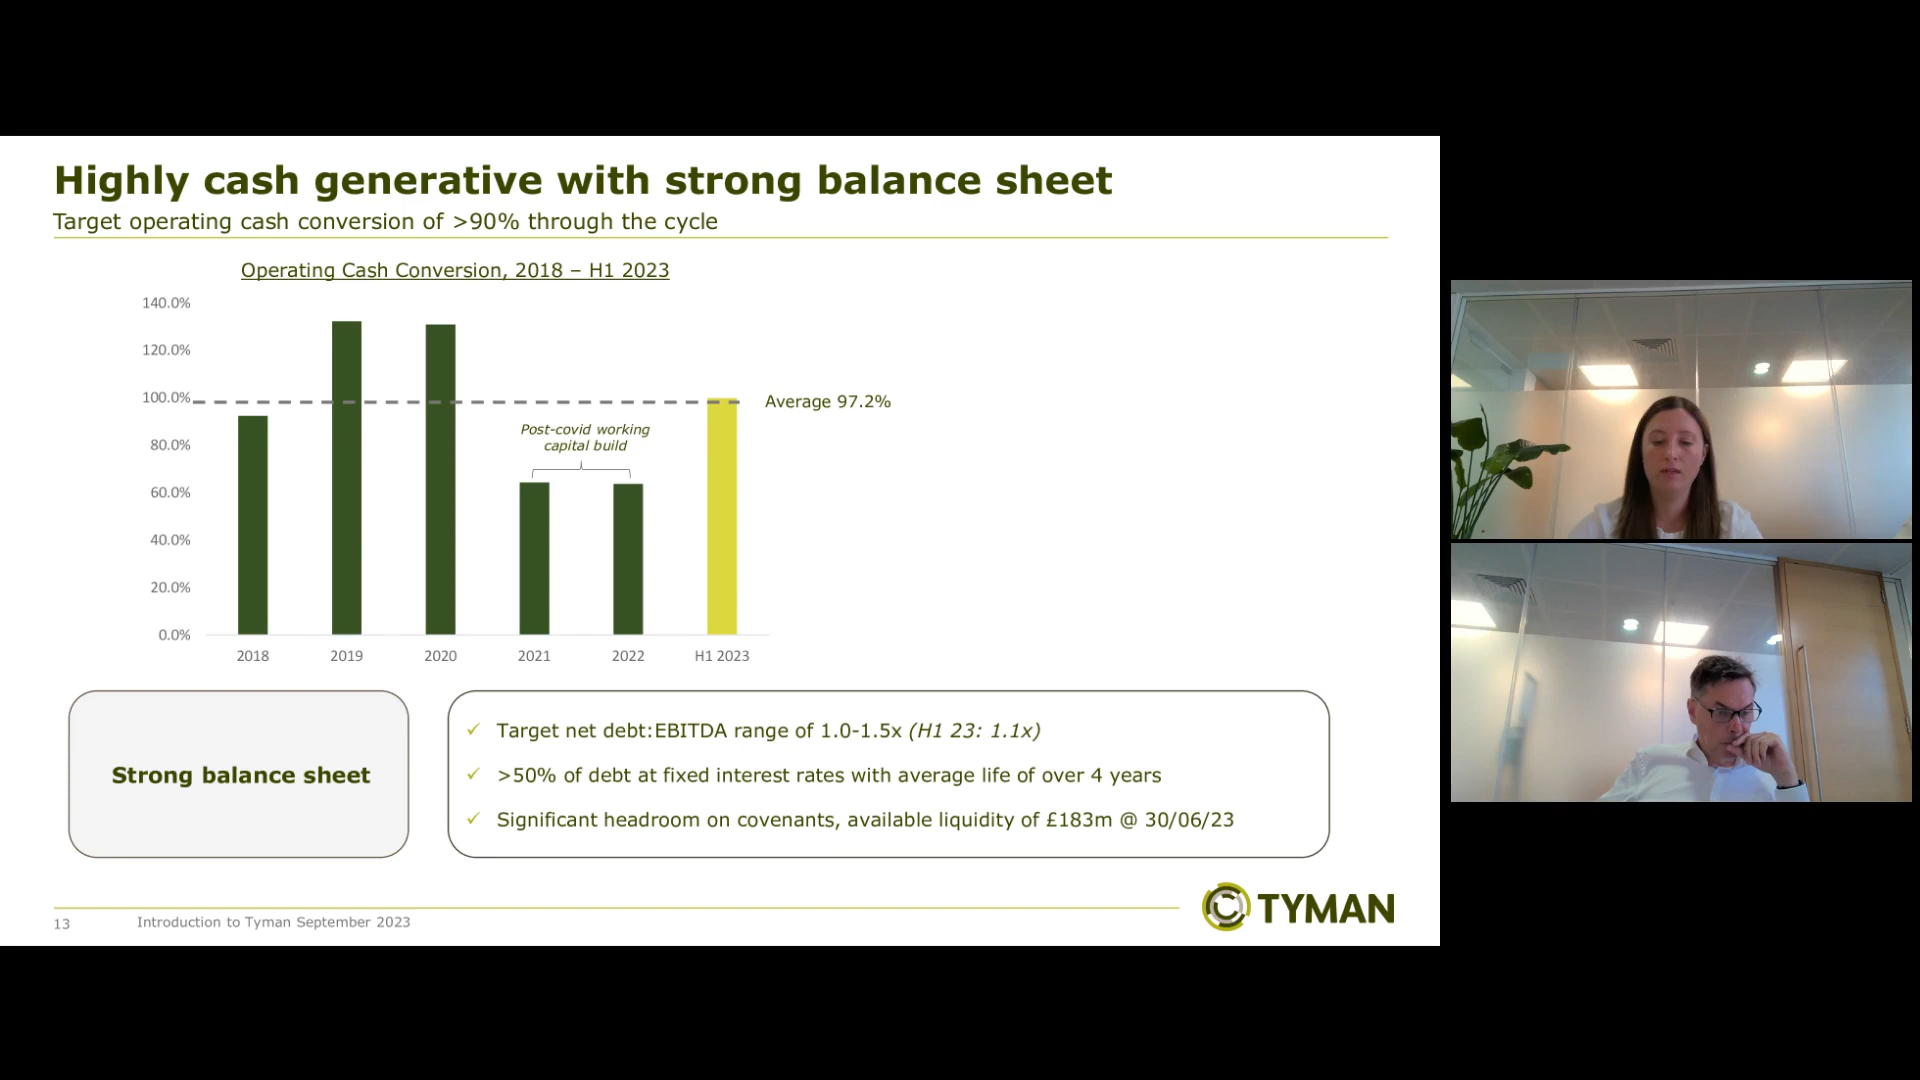 Highly cash generative with strong balance sheet
Target operating cash conversion of >90% through the cycle
Operating Cash Conversion, 2018 – H1 2023
140.0%
120.0%
100.0%
80.0%
60.0%
40.0%
20.0%
0.0%
Average 97.2%
Post-covid working
capital build
2018 2019 2020 2021 2022 H1 2023
Strong balance sheet
✓ Target net debt:EBITDA range of 1.0-1.5x (H1 23: 1.1x)
✓ >50% of debt at fixed interest rates with average life of over 4 years
✓ Significant headroom on covenants, available liquidity of £183m @ 30/06/23
13 Introduction to Tyman September 2023
TYMAN